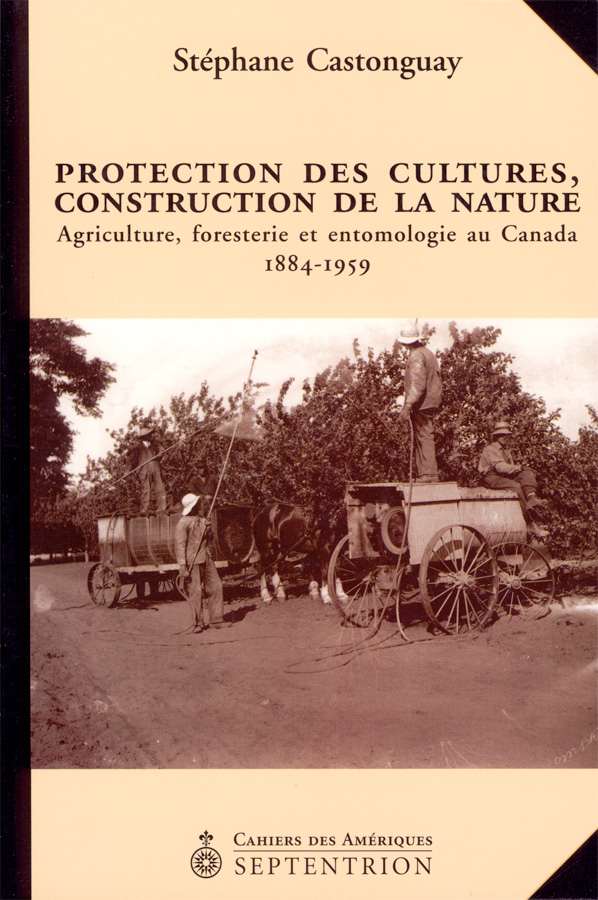 Stéphane Castonguay
PROTECTION DES CULTURES,
CONSTRUCTION DE LA NATURE
Agriculture, foresterie et entomologie au Canada
1884-1959
CAHIERS DES AMÉRIQUES
SEPTENTRION